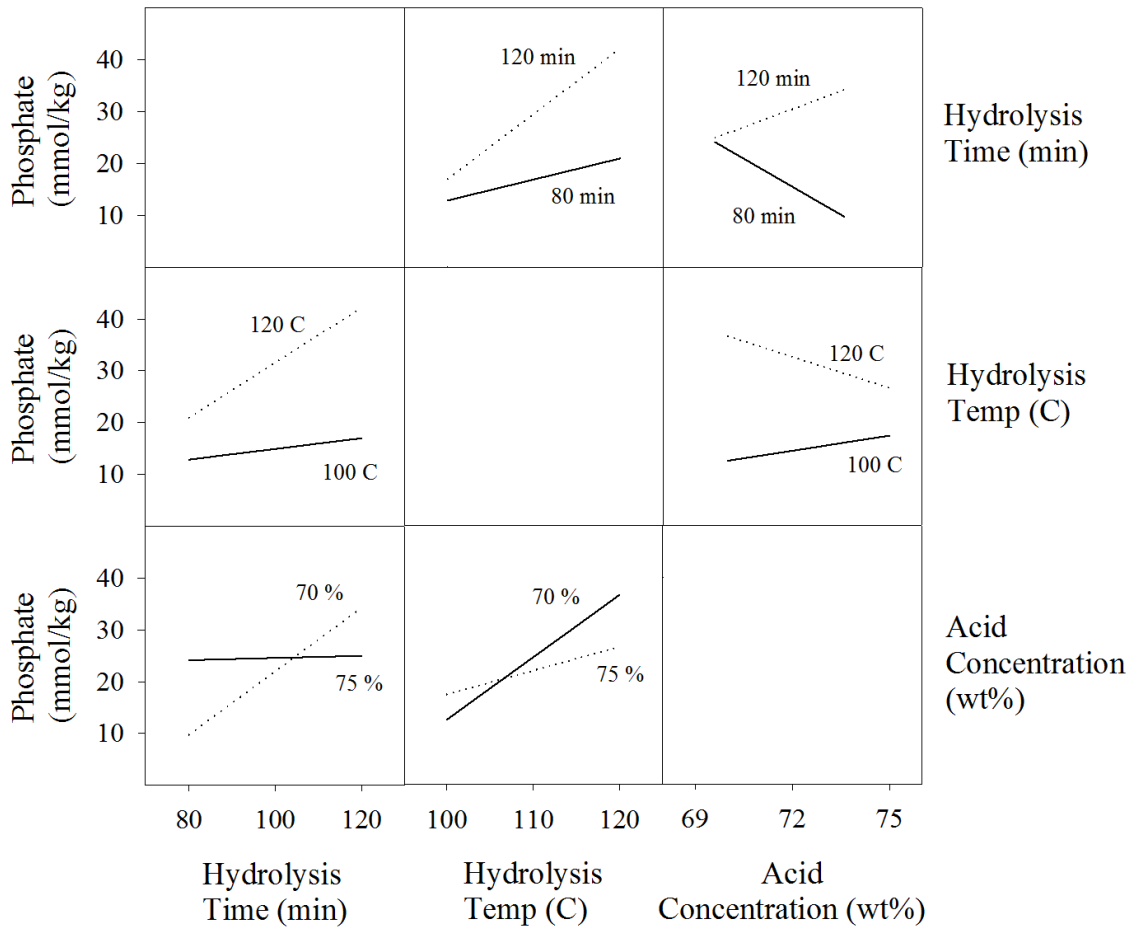 Phosphate
(mmol/kg)
40
30
20
10
120 min
80 min
120 min
80 min
Hydrolysis
Time (min)
Phosphate
(mmol/kg)
40
30
20
10
120 C
100 C
120 C
100 C
Hydrolysis
Temp (C)
Phosphate
(mmol/kg)
40
30
20
10
70 %
75 %
70 %
75 %
Acid
Concentration
(wt%)
80
100
120
100
110
120
69
72
75
Hydrolysis
Time (min)
Hydrolysis
Temp (C)
Acid
Concentration (wt%)